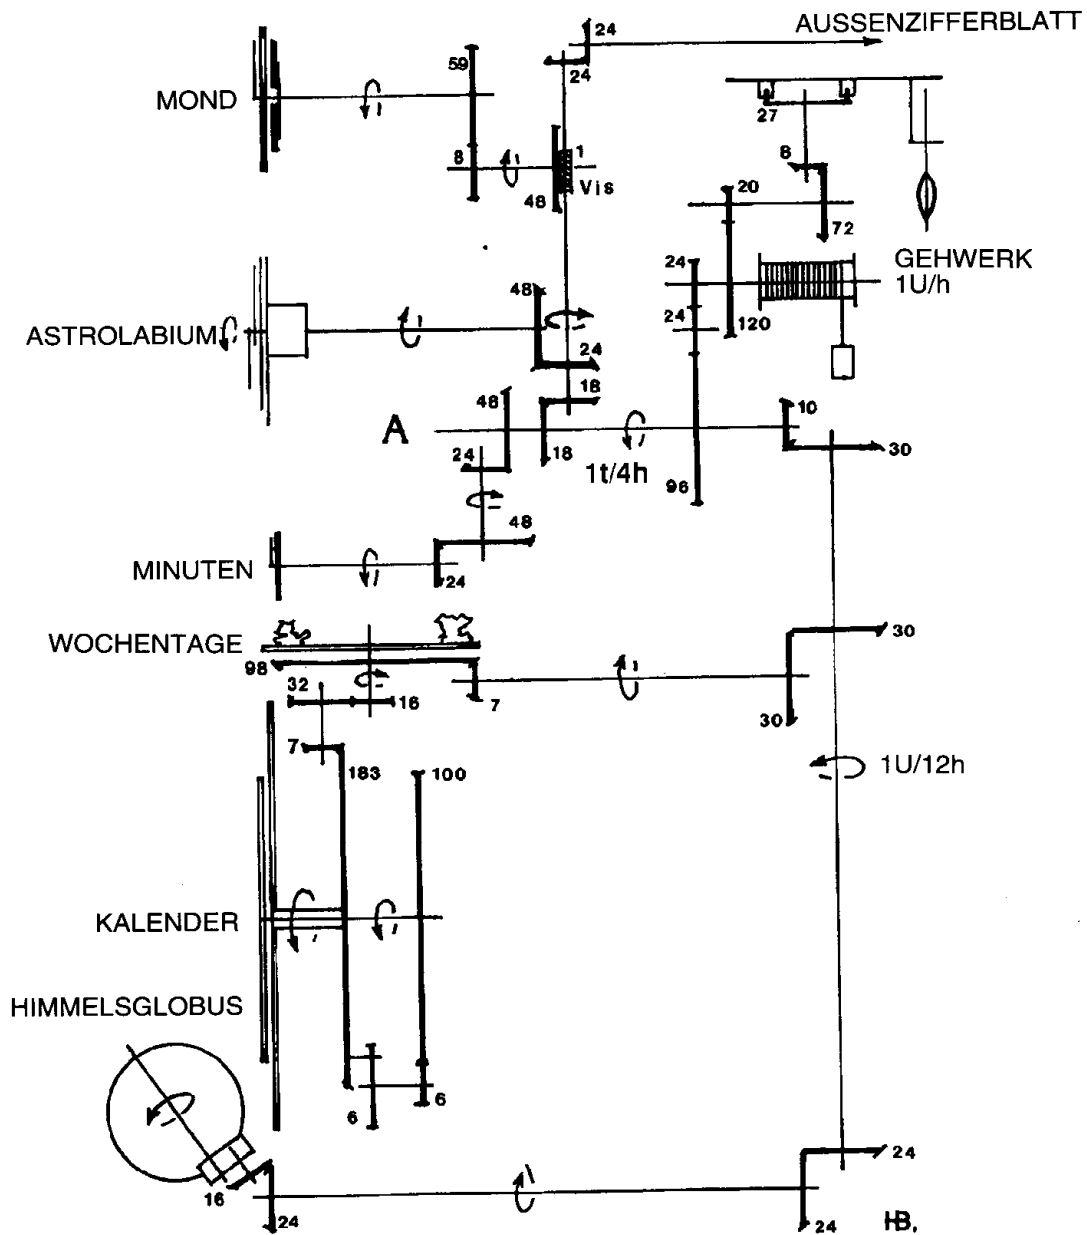 AUSSENZIFFERBLATT
24
24
59
MOND
27
8
1
8
Vis
48
20
72
GEHWERK
1U/h
24
48
24
120
ASTROLABIUM
24
18
48
10
A
24
18
1t/4h
96
30
48
MINUTEN
24
WOCHENTAGE
30
98
32
16
7
30
7
183
100
1U/12h
KALENDER
HIMMELSGLOBUS
6
6
24
16
24
24
HB.